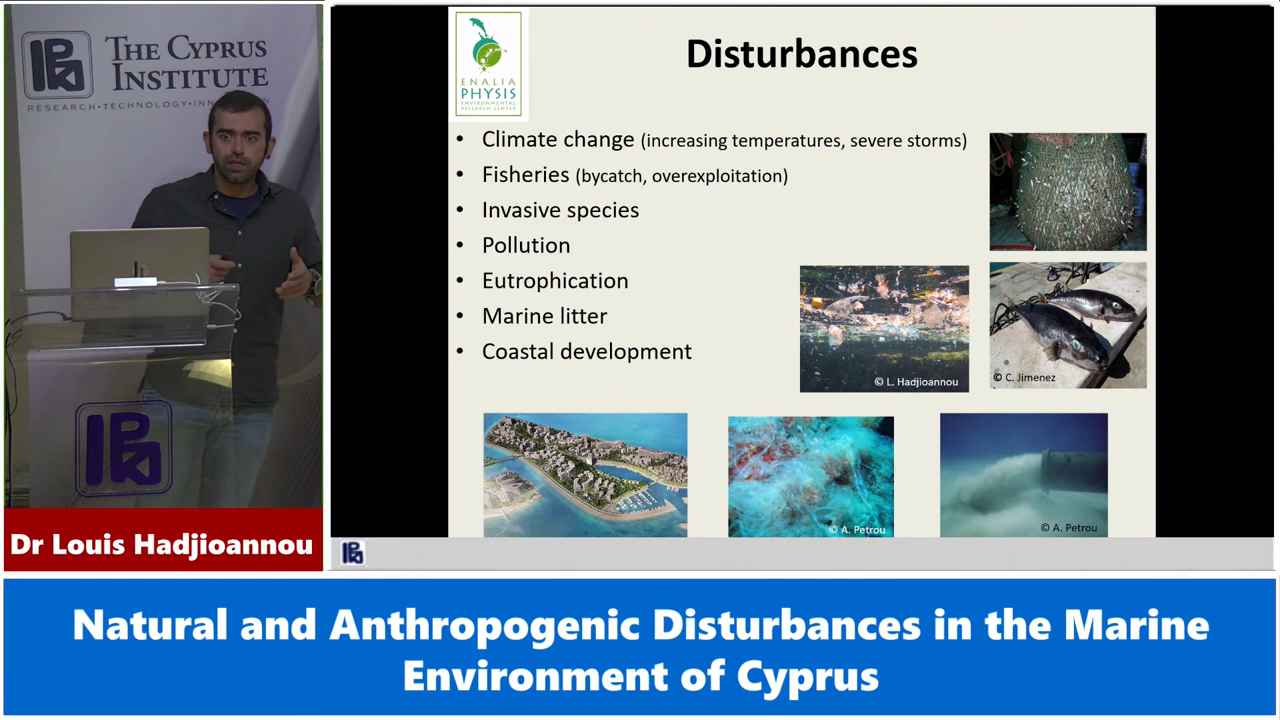 THE CYPRUS
INSTITUTE
RESEARCH•TECHNOLOGY•INN
ENALIA
PHYSIS
ENVIRONMENTAL
RESEARCH CENTER
Disturbances
• Climate change (increasing temperatures, severe storms)
• Fisheries (bycatch, overexploitation)
• Invasive species
• Pollution
• Eutrophication
• Marine litter
• Coastal development
© L. Hadjioannou
© C. Jimenez
© A. Petrou
© A. Petrou
Dr Louis Hadjioannou
Natural and Anthropogenic Disturbances in the Marine
Environment of Cyprus